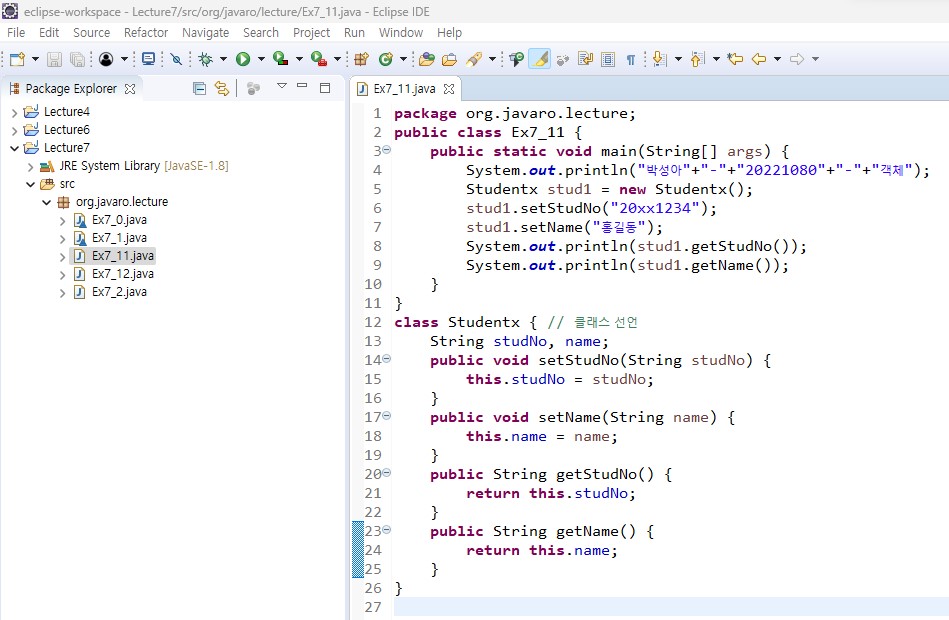 eclipse-workspace - Lecture7/src/org/javaro/lecture/Ex7_11.java - Eclipse IDE
File Edit Source Refactor Navigate Search Project Run Window Help
Package Explorer
Lecture4
Lecture6
Lecture7
JRE System Library [JavaSE-1.8]
src
org.javaro.lecture
Ex7_0.java
Ex7_1.java
Ex7_11.java
Ex7_12.java
Ex7_2.java
Ex7_11.java
1 package org.javaro.lecture;
2 public class Ex7_11 {
3 public static void main(String[] args) {
4 System.out.println("박성아"+"-"+"20221080"+"-"+"객체");
5 Studentx stud1 = new Studentx();
6 stud1.setStudNo("20xx1234");
7 stud1.setName("홍길동");
8 System.out.println(stud1.getStudNo());
9 System.out.println(stud1.getName());
10 }
11 }
12 class Studentx { // 클래스 선언
13 String studNo, name;
14 public void setStudNo(String studNo) {
15 this.studNo = studNo;
16 }
17 public void setName(String name) {
18 this.name = name;
19 }
20 public String getStudNo() {
21 return this.studNo;
22 }
23 public String getName() {
24 return this.name;
25 }
26 }
27